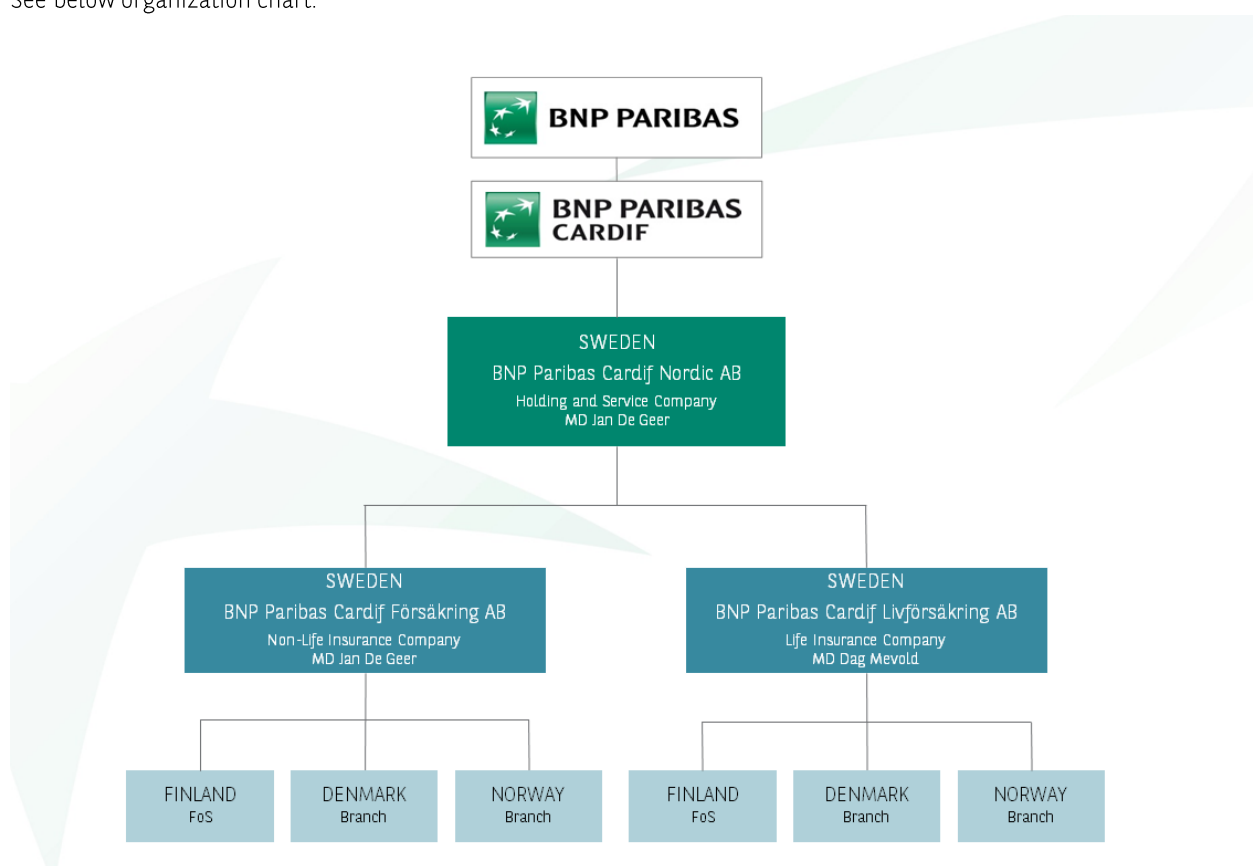 See below organization chart.
BNP PARIBAS
BNP PARIBAS
CARDIF
SWEDEN
BNP Paribas Cardif Nordic AB
Holding and Service Company
MD Jan De Geer
SWEDEN
BNP Paribas Cardif Försäkring AB
Non-Life Insurance Company
MD Jan De Geer
SWEDEN
BNP Paribas Cardif Livförsäkring AB
Life Insurance Company
MD Dag Mevold
FINLAND
FoS
DENMARK
Branch
NORWAY
Branch
FINLAND
FoS
DENMARK
Branch
NORWAY
Branch